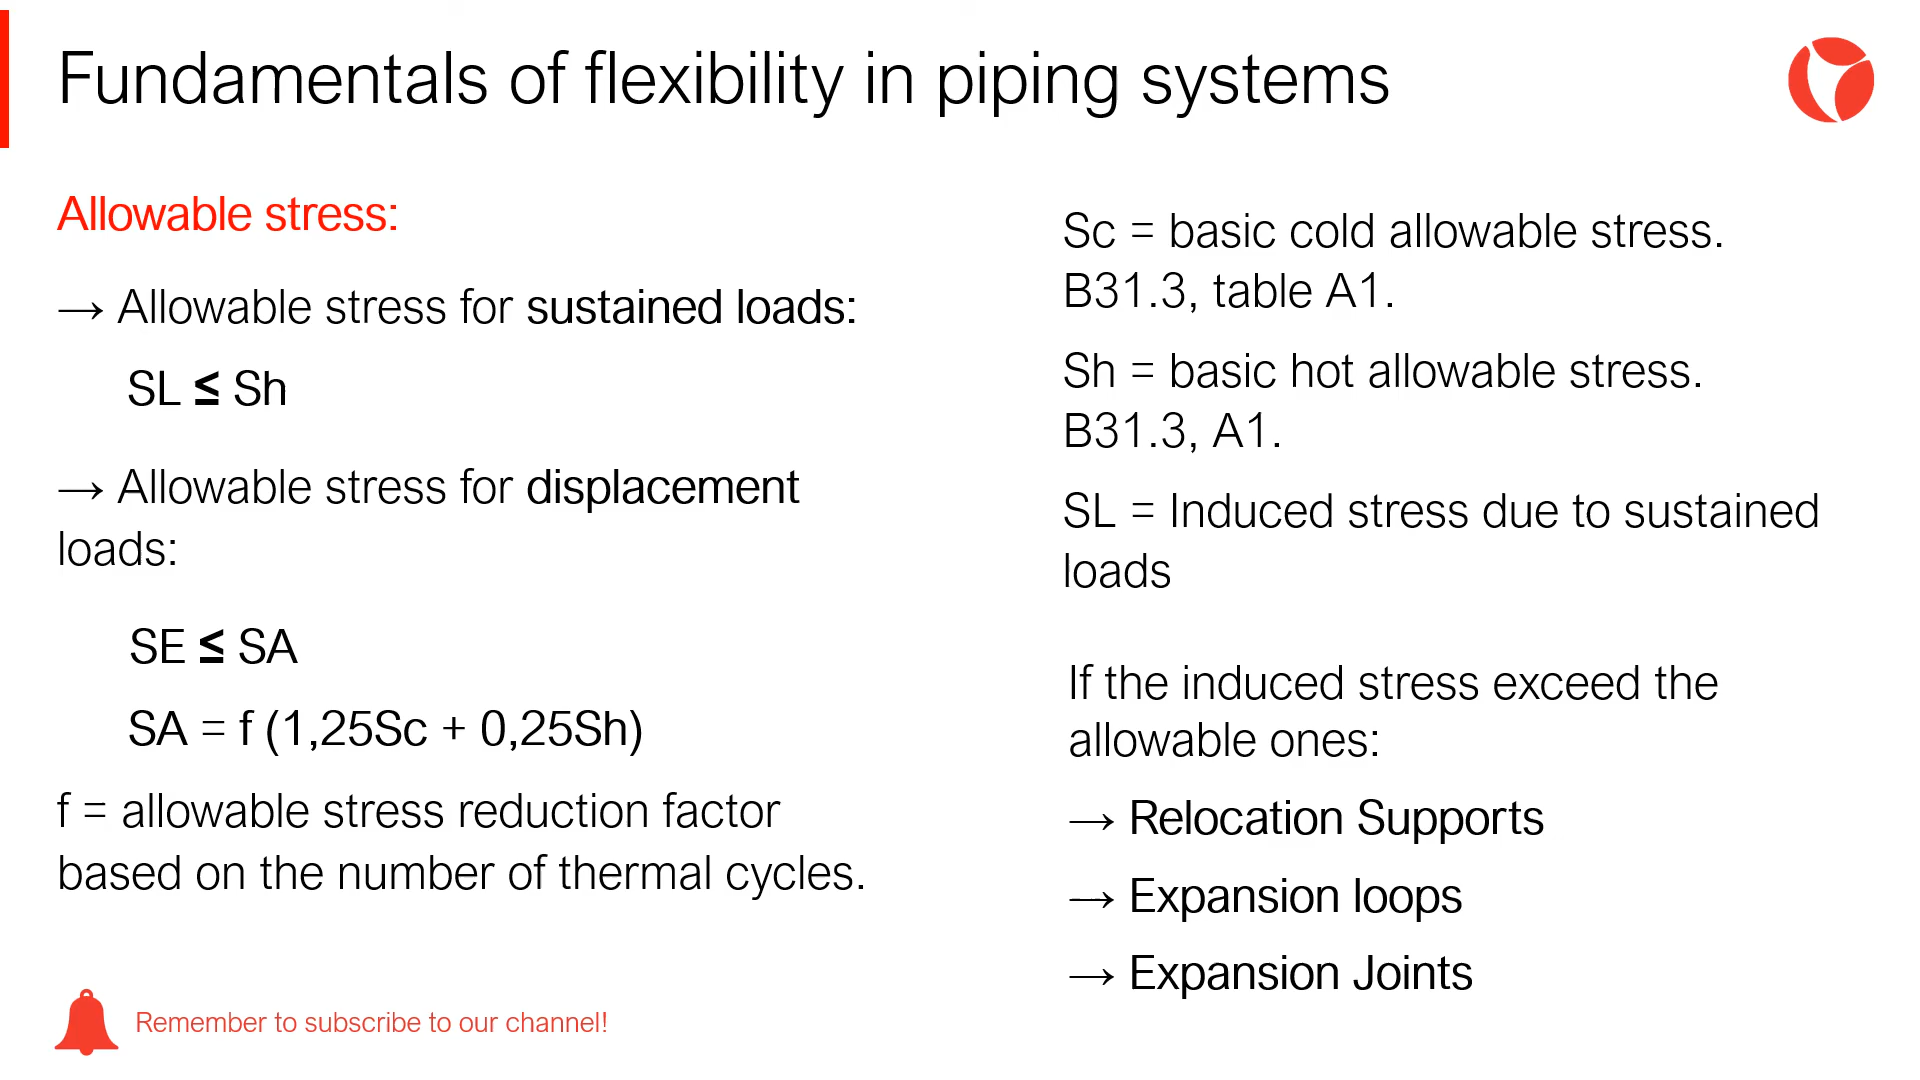 Fundamentals of flexibility in piping systems
Allowable stress:
→ Allowable stress for sustained loads:
SL ≤ Sh
→ Allowable stress for displacement
loads:
SE ≤ SA
SA = f (1,25Sc + 0,25Sh)
f = allowable stress reduction factor
based on the number of thermal cycles.
Sc = basic cold allowable stress.
B31.3, table A1.
Sh = basic hot allowable stress.
B31.3, A1.
SL = Induced stress due to sustained
loads
If the induced stress exceed the
allowable ones:
→ Relocation Supports
→ Expansion loops
→ Expansion Joints
Remember to subscribe to our channel!